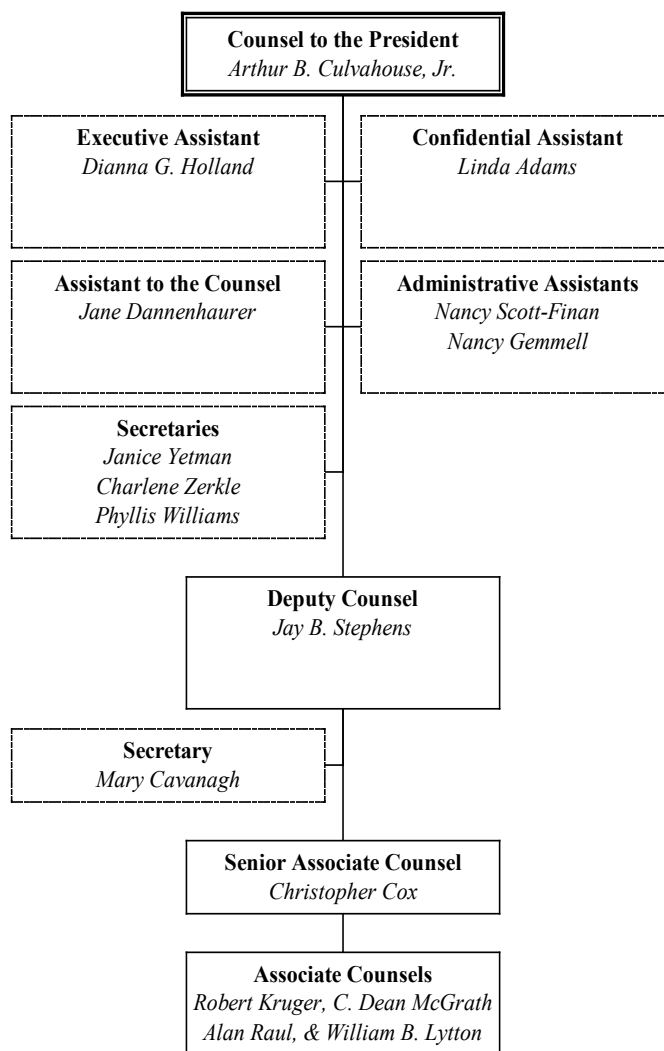 Counsel to the President
Arthur B. Culvahouse, Jr.
Executive Assistant
Dianna G. Holland
Confidential Assistant
Linda Adams
Assistant to the Counsel
Jane Dannenhaurer
Administrative Assistants
Nancy Scott-Finan
Nancy Gemmell
Secretaries
Janice Yetman
Charlene Zerkle
Phyllis Williams
Deputy Counsel
Jay B. Stephens
Secretary
Mary Cavanagh
Senior Associate Counsel
Christopher Cox
Associate Counsels
Robert Kruger, C. Dean McGrath
Alan Raul, & William B. Lytton